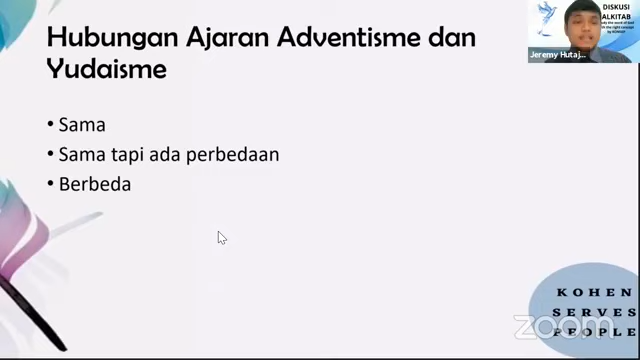 Hubungan Ajaran Adventisme dan
Yudaisme
• Sama
• Sama tapi ada perbedaan
• Berbeda
DISKUSI
ALKITAB
Jeremy Hutaj...
KOHEN
SERVES
PEOPLE
zoom